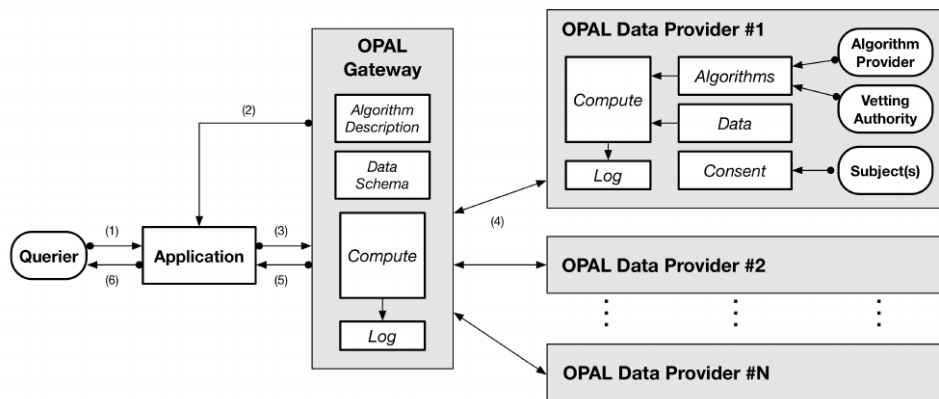 OPAL
Gateway
Algorithm
Description
Data
Schema
Compute
Log
(1)
(2)
(3)
(4)
(5)
(6)
Querier
Application
OPAL Data Provider #1
Compute
Log
Algorithms
Data
Consent
Algorithm
Provider
Vetting
Authority
Subject(s)
OPAL Data Provider #2
OPAL Data Provider #N